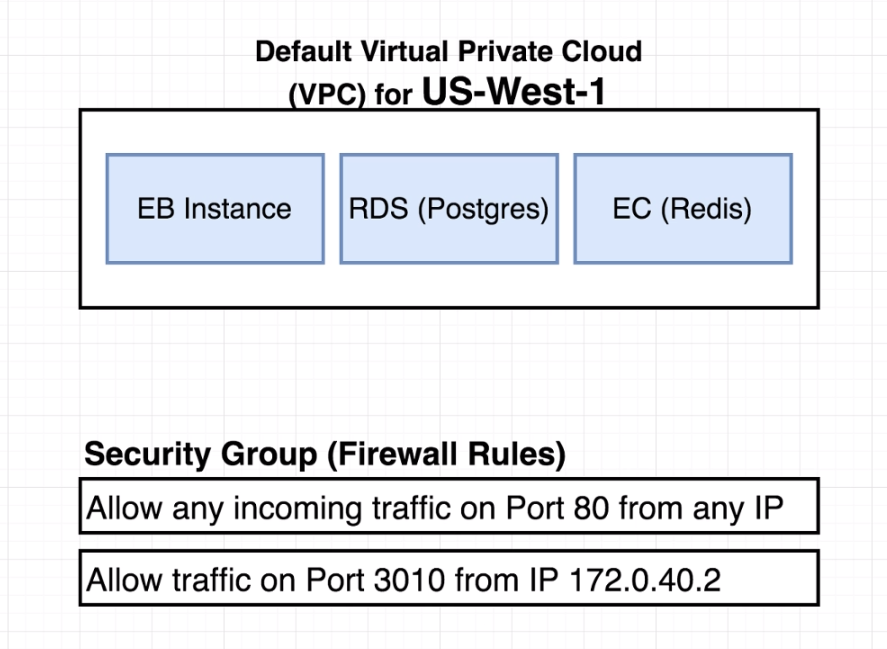 Default Virtual Private Cloud
(VPC) for US-West-1
EB Instance
RDS (Postgres)
EC (Redis)
Security Group (Firewall Rules)
Allow any incoming traffic on Port 80 from any IP
Allow traffic on Port 3010 from IP 172.0.40.2